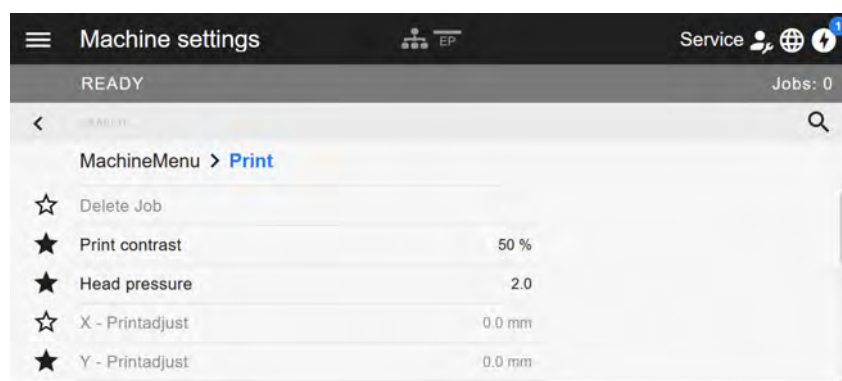 Machine settings EP Service 1
READY Jobs: 0
MachineMenu > Print
Delete Job
Print contrast 50 %
Head pressure 2.0
X - Printadjust 0.0 mm
Y - Printadjust 0.0 mm